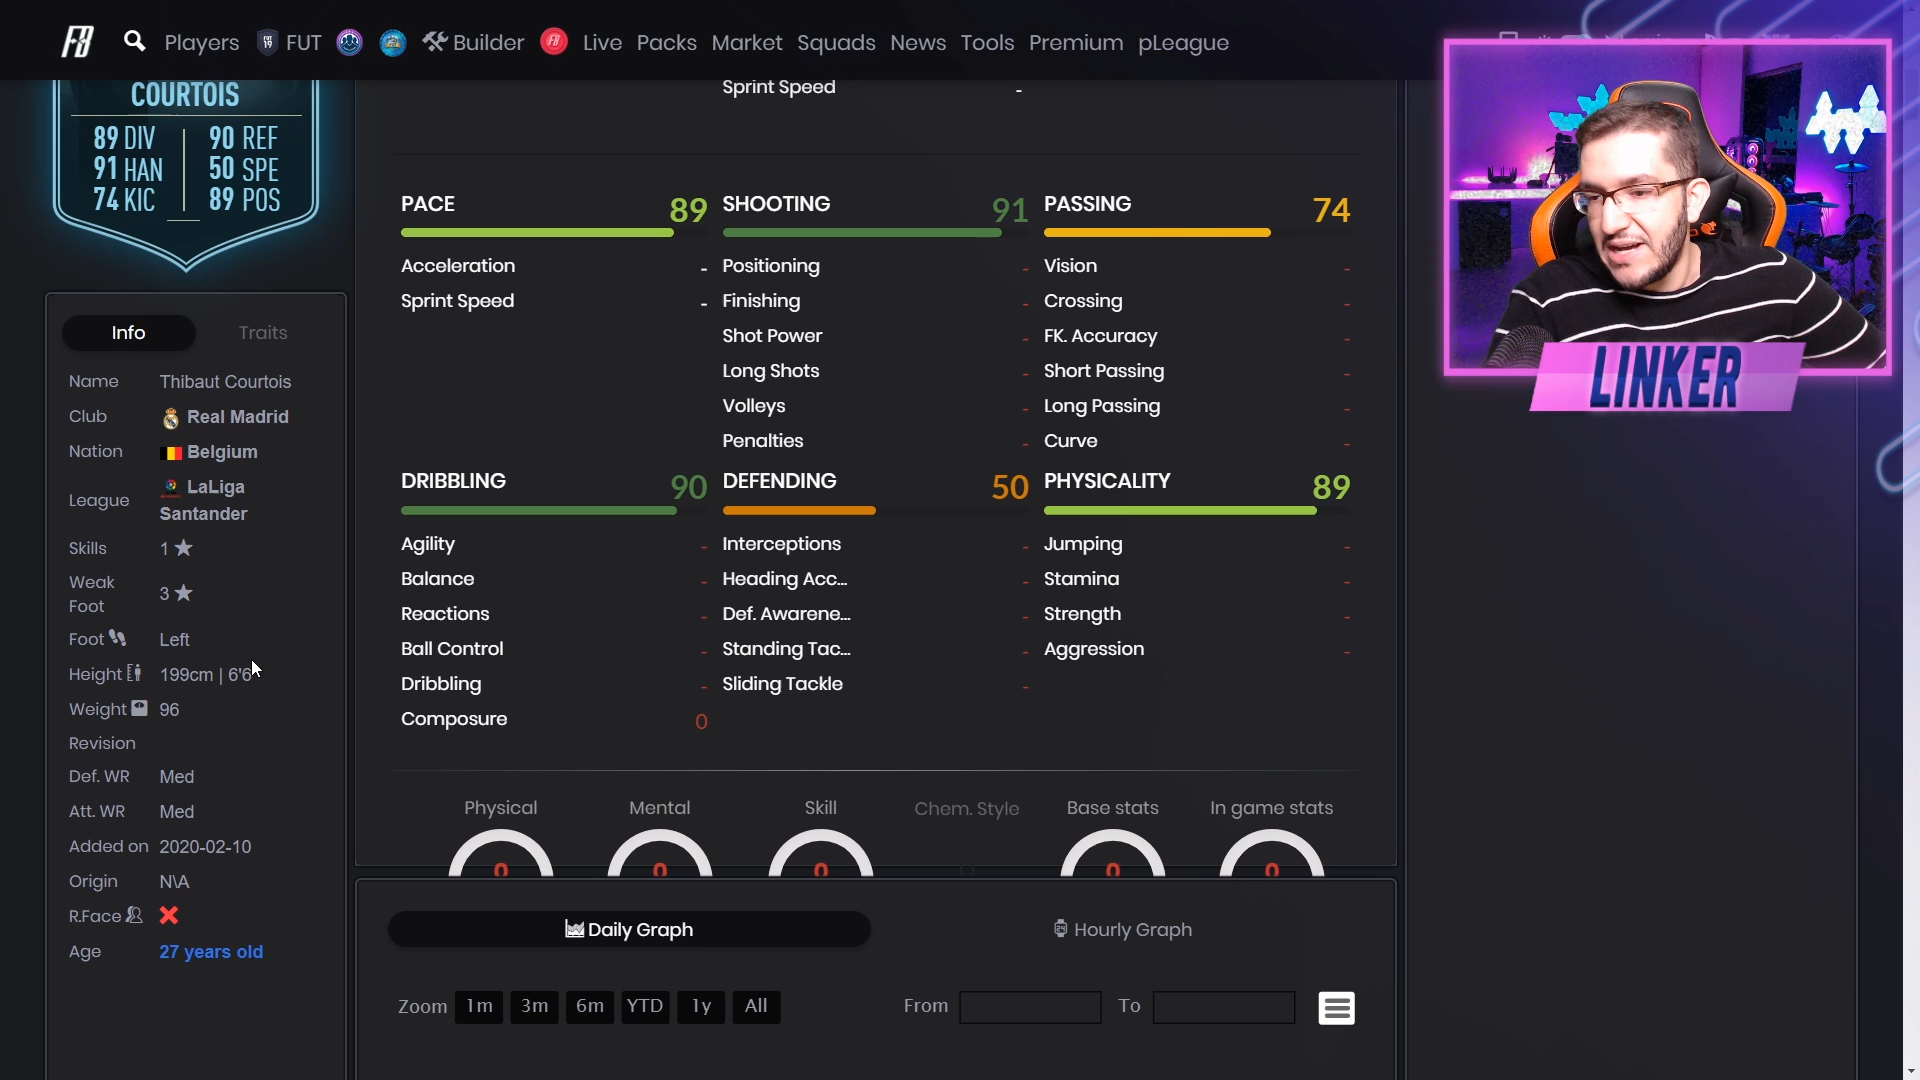 FB Players FUT 19 FUT Builder FB Live Packs Market Squads News Tools Premium pLeague
COURTOIS
89 DIV 90 REF
91 HAN 50 SPE
74 KIC 89 POS
Info Traits
Name Thibaut Courtois
Club Real Madrid
Nation Belgium
League LaLiga
Santander
Skills 1
Weak
Foot 3
Foot Left
Height 199cm | 6'6
Weight 96
Revision
Def. WR Med
Att. WR Med
Added on 2020-02-10
Origin N\A
R.Face
Age 27 years old
Sprint Speed -
PACE 89
Acceleration -
Sprint Speed -
SHOOTING 91
Positioning -
Finishing -
Shot Power -
Long Shots -
Volleys -
Penalties -
PASSING 74
Vision -
Crossing -
FK. Accuracy -
Short Passing -
Long Passing -
Curve -
DRIBBLING 90
Agility -
Balance -
Reactions -
Ball Control -
Dribbling -
Composure 0
DEFENDING 50
Interceptions -
Heading Acc... -
Def. Awarene... -
Standing Tac... -
Sliding Tackle -
PHYSICALITY 89
Jumping -
Stamina -
Strength -
Aggression -
Physical Mental Skill Chem. Style Base stats In game stats
0 0 0 0 0
Daily Graph Hourly Graph
Zoom 1m 3m 6m YTD 1y All From To
LINKER